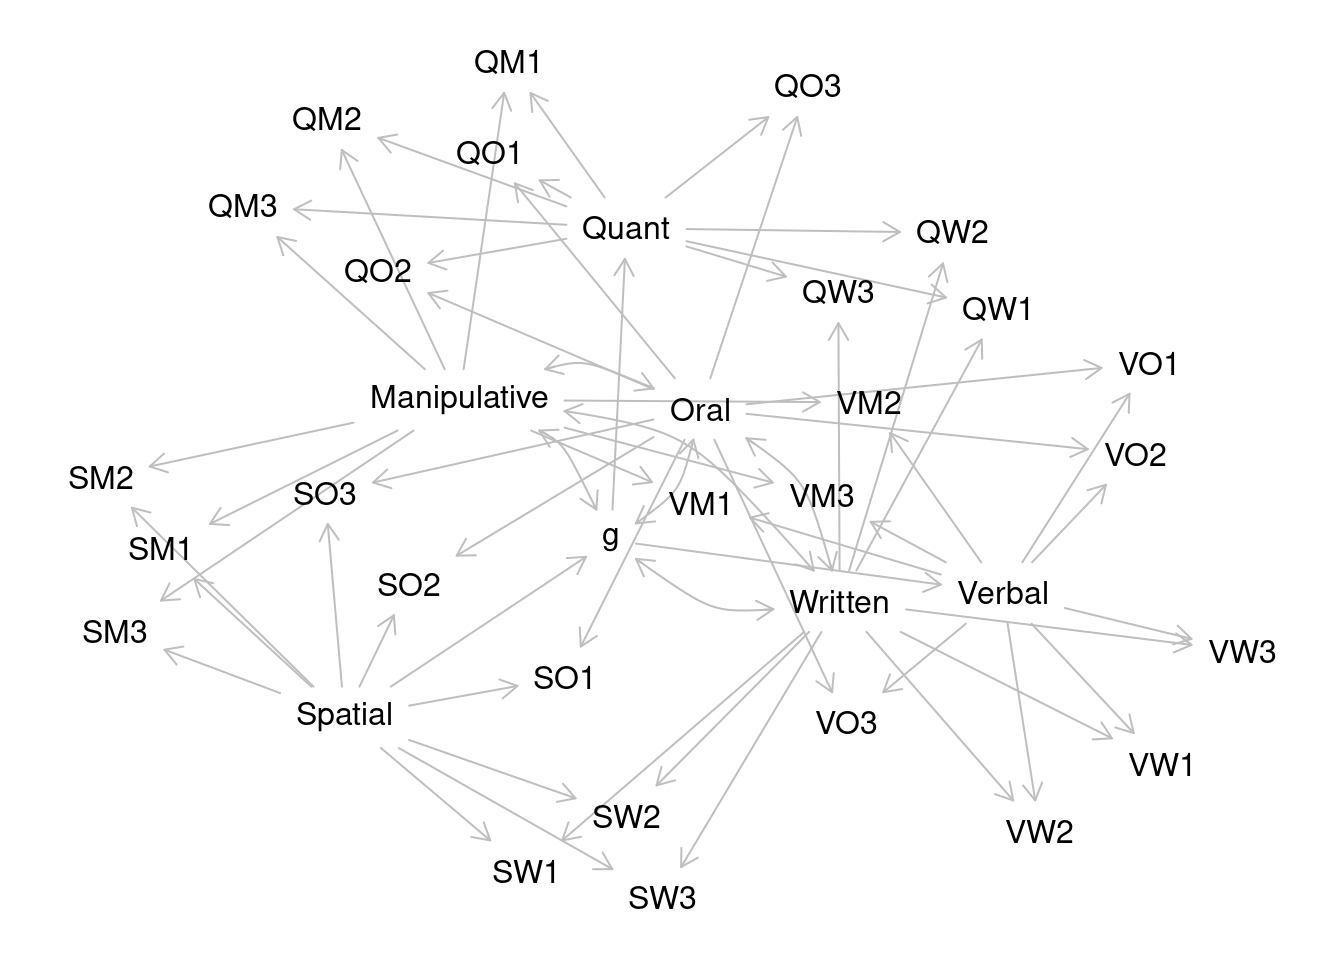 QM1
QO3
QM2
QO1
QM3
Quant
QW2
QO2
QW3
QW1
VO1
Manipulative
Oral
VM2
VO2
SM2
SO3
VM1
VM3
g
SM1
SO2
Written
Verbal
SM3
VW3
SO1
Spatial
VO3
VW1
SW2
VW2
SW1
SW3